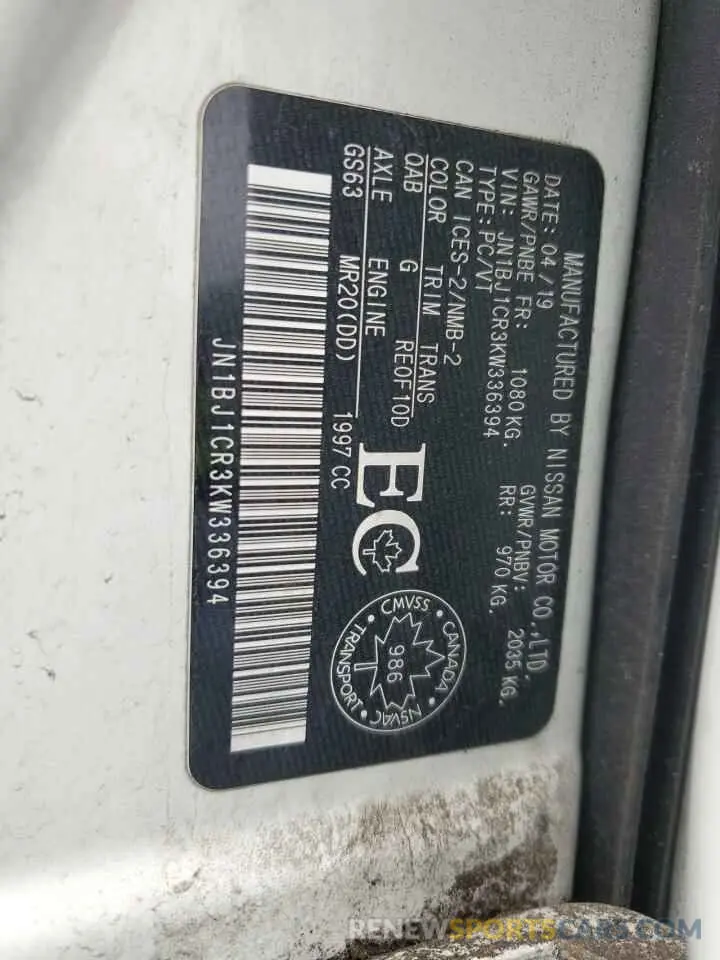 MANUFACTURED BY NISSAN MOTOR CO.,LTD.
DATE: 04/19 GVWR/PNBV: 2035 KG.
GAWR/PNBE FR: 1080 KG. RR: 970 KG.
VIN: JN1BJ1CR3KW336394
TYPE:PC/VT
CAN ICES-2/NMB-2
COLOR TRIM TRANS
QAB G RE0F10D
AXLE ENGINE
GS63 MR20(DD) 1997 CC
EC
CMVSS • CANADA • NSVAC • TRANSPORT •
986
JN1BJ1CR3KW336394
RENEWSPORTSCARS.COM